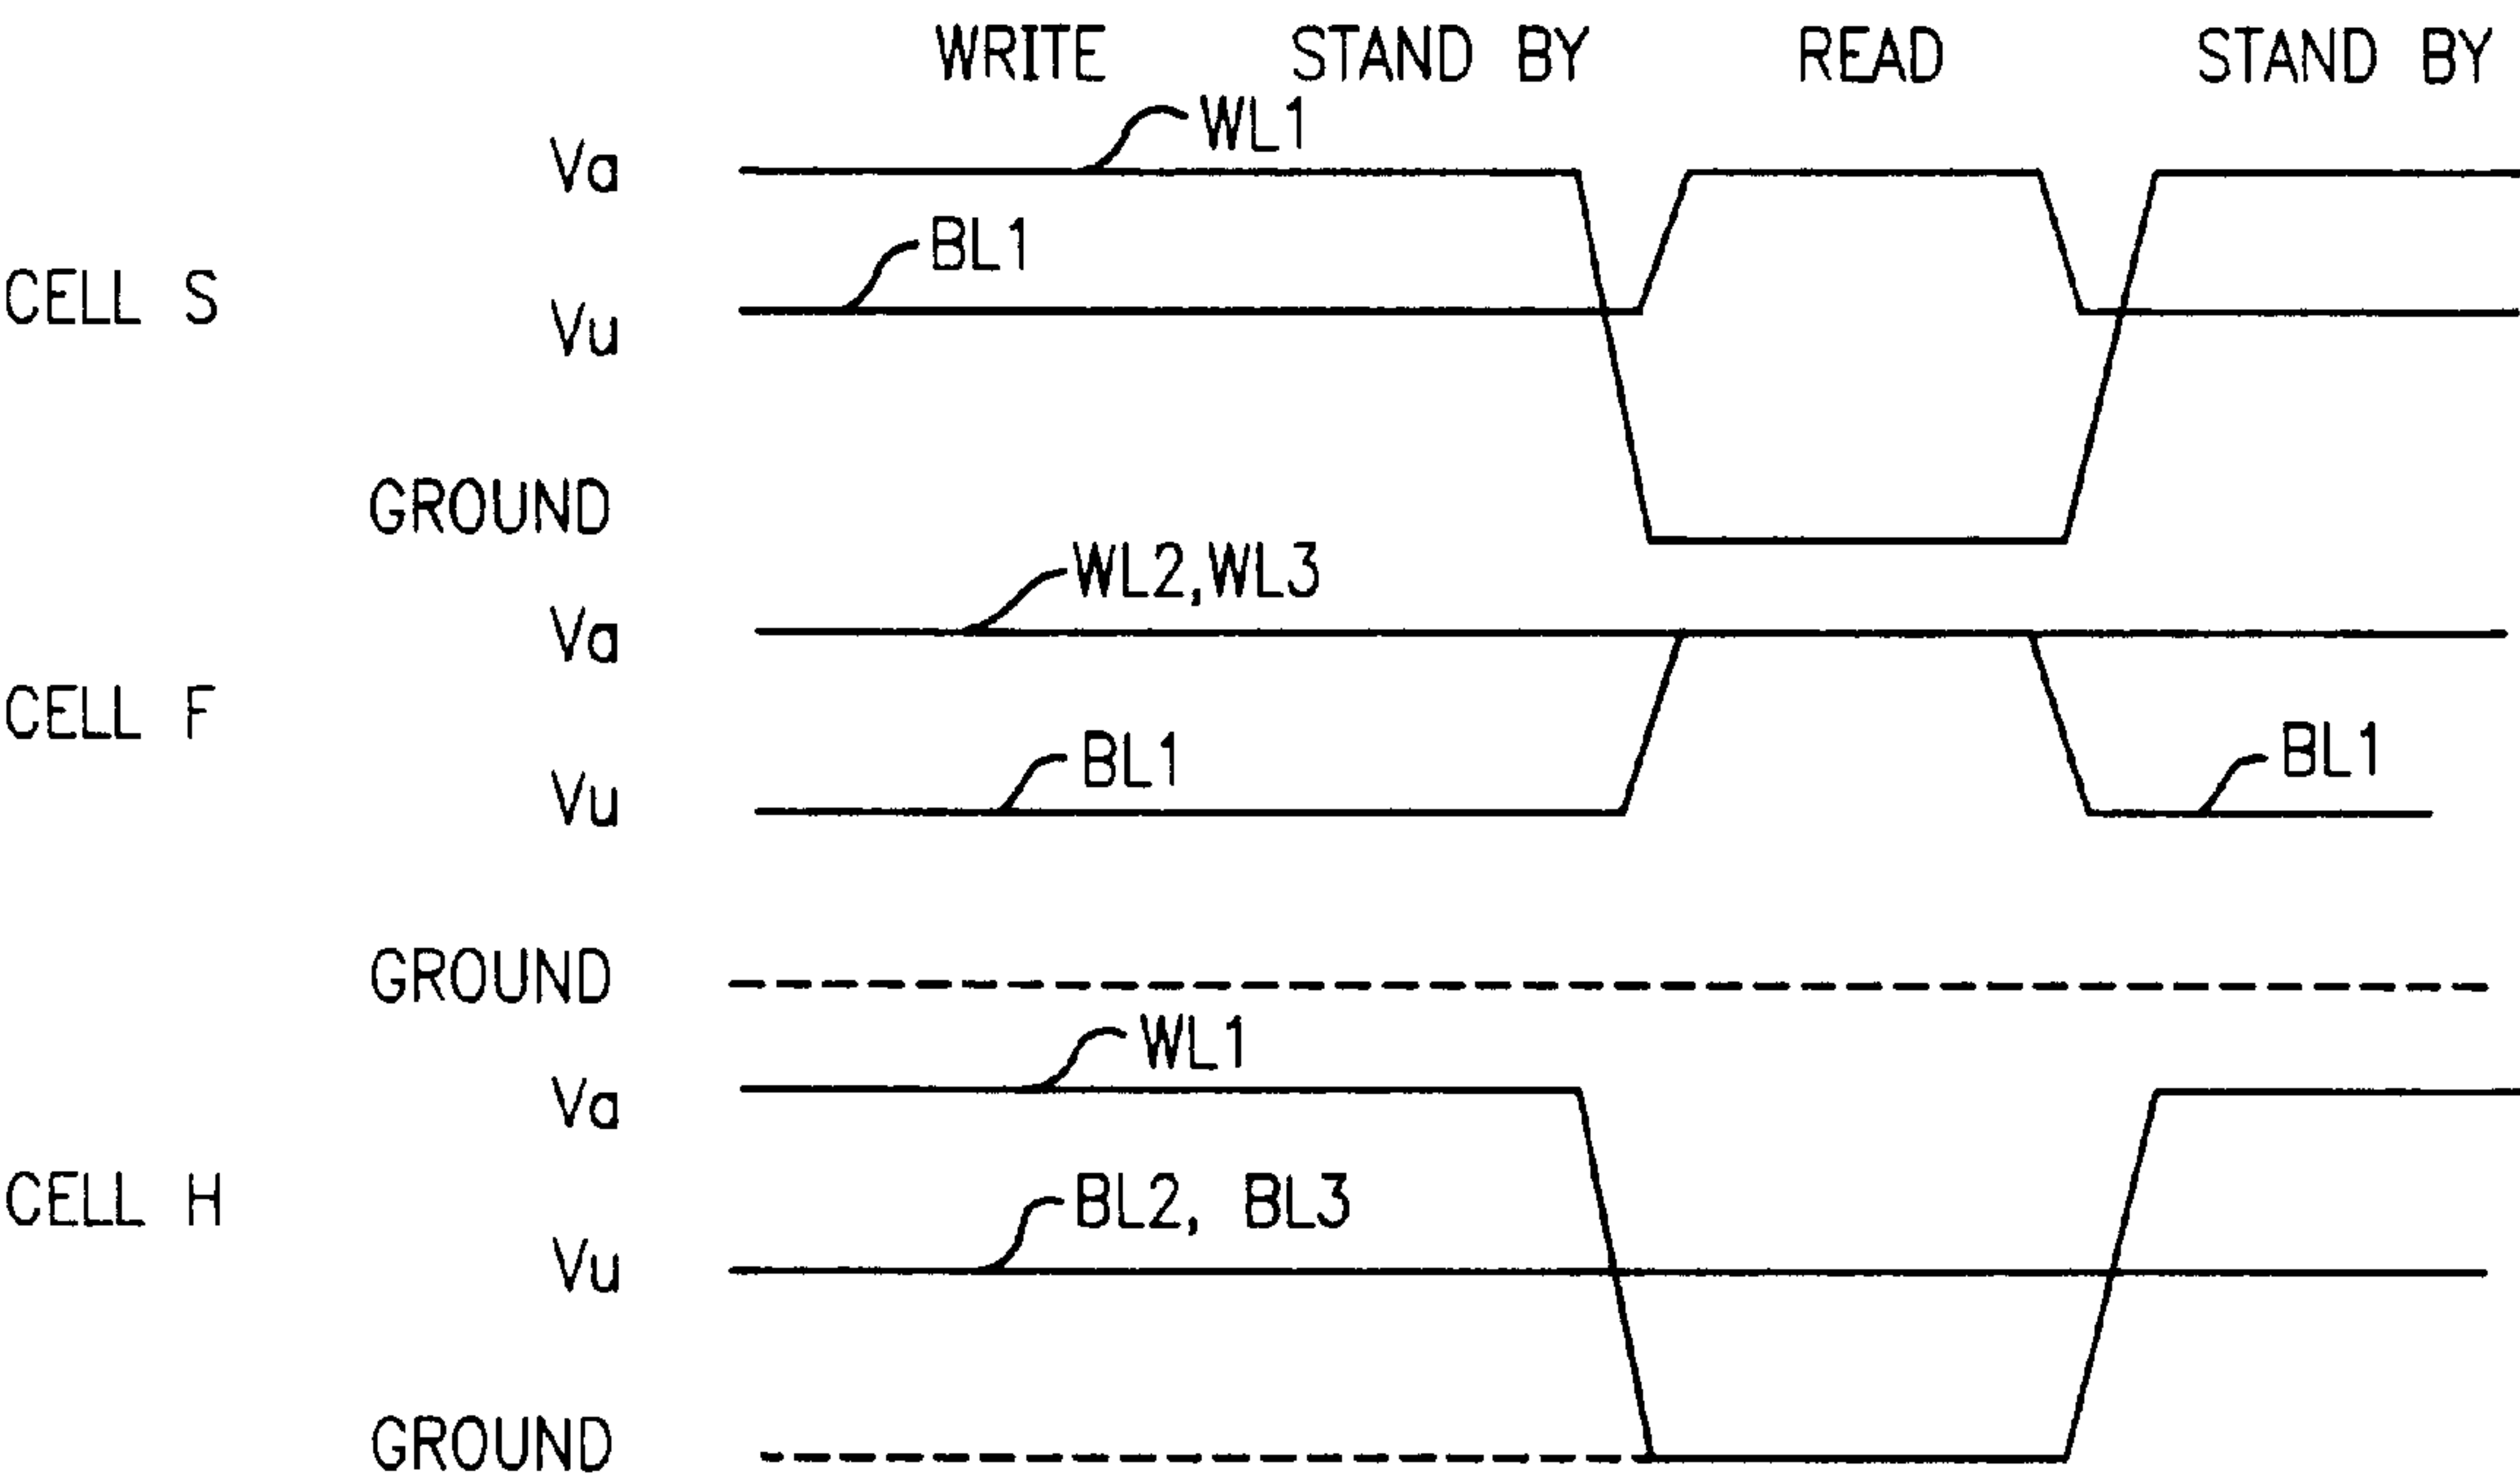 WRITE STAND BY READ STAND BY
WL1
Va
BL1
CELL S
Vu
GROUND
WL2,WL3
Va
CELL F
BL1
BL1
Vu
GROUND
WL1
Va
CELL H
BL2, BL3
Vu
GROUND